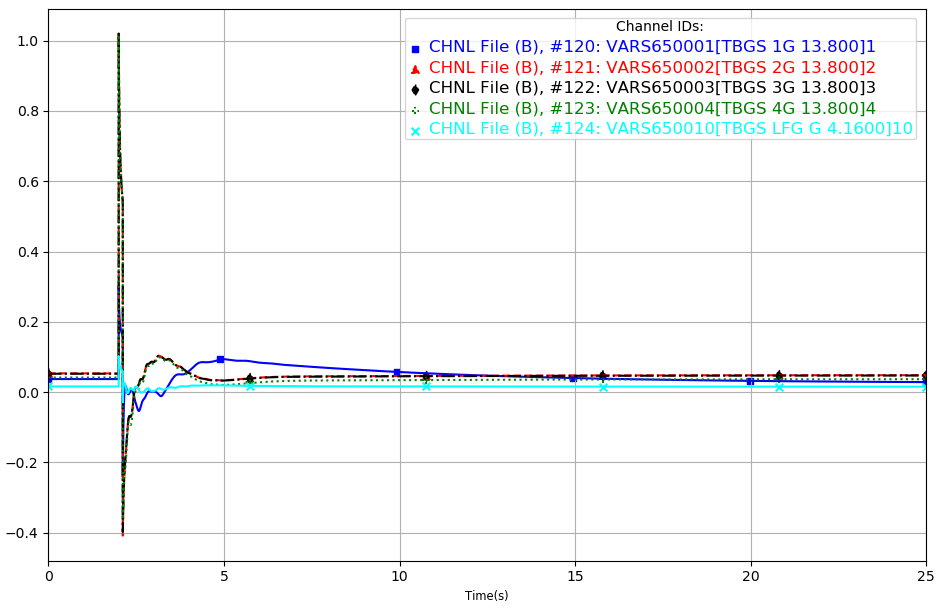 Channel IDs:
CHNL File (B), #120: VARS650001[TBGS 1G 13.800]1
CHNL File (B), #121: VARS650002[TBGS 2G 13.800]2
CHNL File (B), #122: VARS650003[TBGS 3G 13.800]3
CHNL File (B), #123: VARS650004[TBGS 4G 13.800]4
CHNL File (B), #124: VARS650010[TBGS LFG G 4.1600]10
1.0
0.8
0.6
0.4
0.2
0.0
−0.2
−0.4
0 5 10 15 20 25
Time(s)